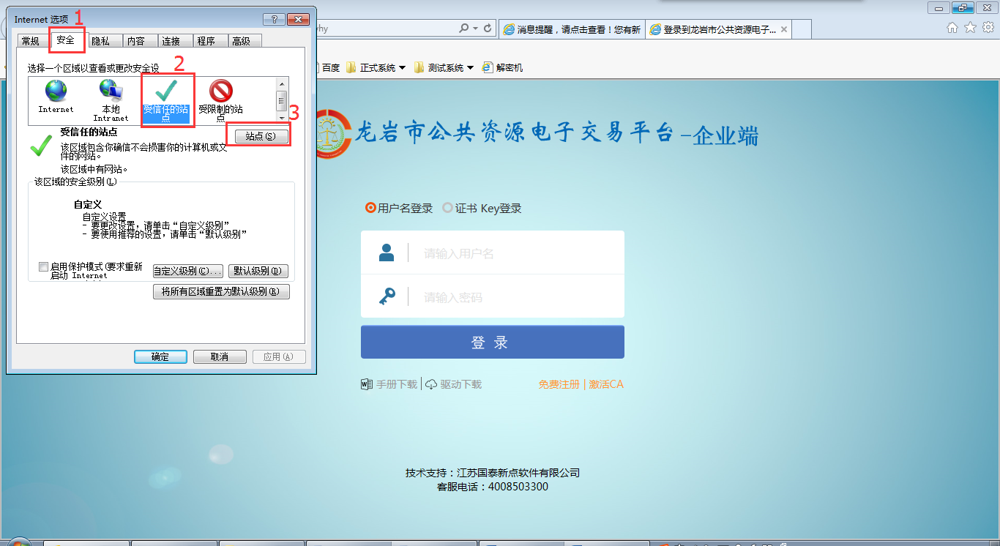 Internet 选项
1
常规
安全
隐私
内容
连接
程序
高级
选择一个区域以查看或更改安全设
2
Internet
本地
Intranet
受信任的站
点
受限制的站
点
3
受信任的站点
站点(S)
该区域包含你确信不会损害你的计算机或文
件的网站。
该区域中有网站。
该区域的安全级别(L)
自定义
自定义设置
- 要更改设置,请单击“自定义级别”
- 要使用推荐的设置,请单击“默认级别”
启用保护模式(要求重新
启动 Internet
自定义级别(C)...
默认级别(D)
将所有区域重置为默认级别(R)
确定
取消
应用(A)
hy
消息提醒,请点击查看!您有新
登录到龙岩市公共资源电子...
百度
正式系统
测试系统
解密机
龙岩市公共资源电子交易平台-企业端
用户名登录
证书 Key登录
请输入用户名
请输入密码
登 录
手册下载
驱动下载
免费注册 | 激活CA
技术支持:江苏国泰新点软件有限公司
客服电话:4008503300